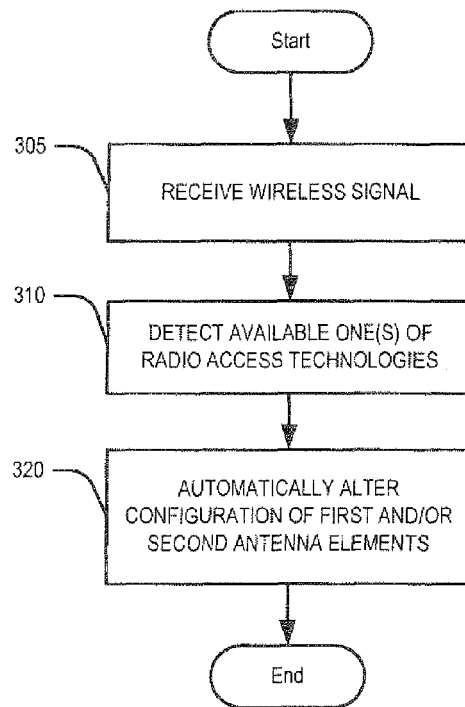 Start
305
RECEIVE WIRELESS SIGNAL
310
DETECT AVAILABLE ONE(S) OF
RADIO ACCESS TECHNOLOGIES
320
AUTOMATICALLY ALTER
CONFIGURATION OF FIRST AND/OR
SECOND ANTENNA ELEMENTS
End